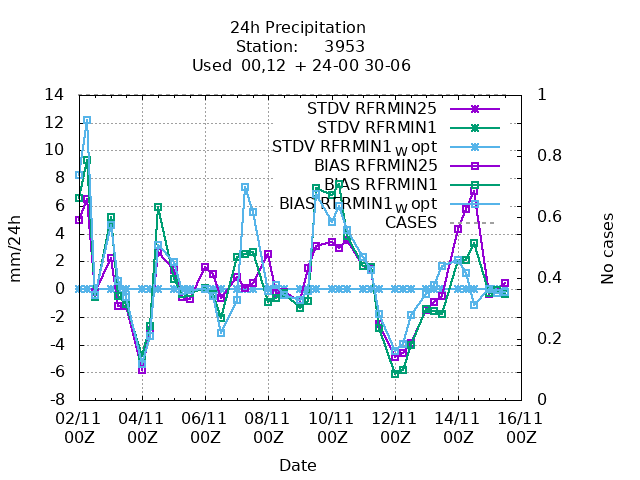 24h Precipitation
Station: 3953
Used 00,12 + 24-00 30-06
14 1
12
10
8 0.8
6 0.6
4
2
0 0.4
-2
-4 0.2
-6
-8 0
mm/24h
No cases
STDV RFRMIN25
STDV RFRMIN1
STDV RFRMIN1w opt
BIAS RFRMIN25
BIAS RFRMIN1
BIAS RFRMIN1w opt
CASES
02/11 04/11 06/11 08/11 10/11 12/11 14/11 16/11
00Z 00Z 00Z 00Z 00Z 00Z 00Z 00Z
Date